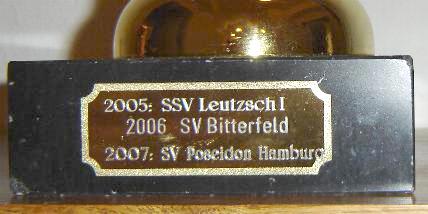 2005: SSV Leutzsch I
2006 SV Bitterfeld
2007: SV Poseidon Hamburg